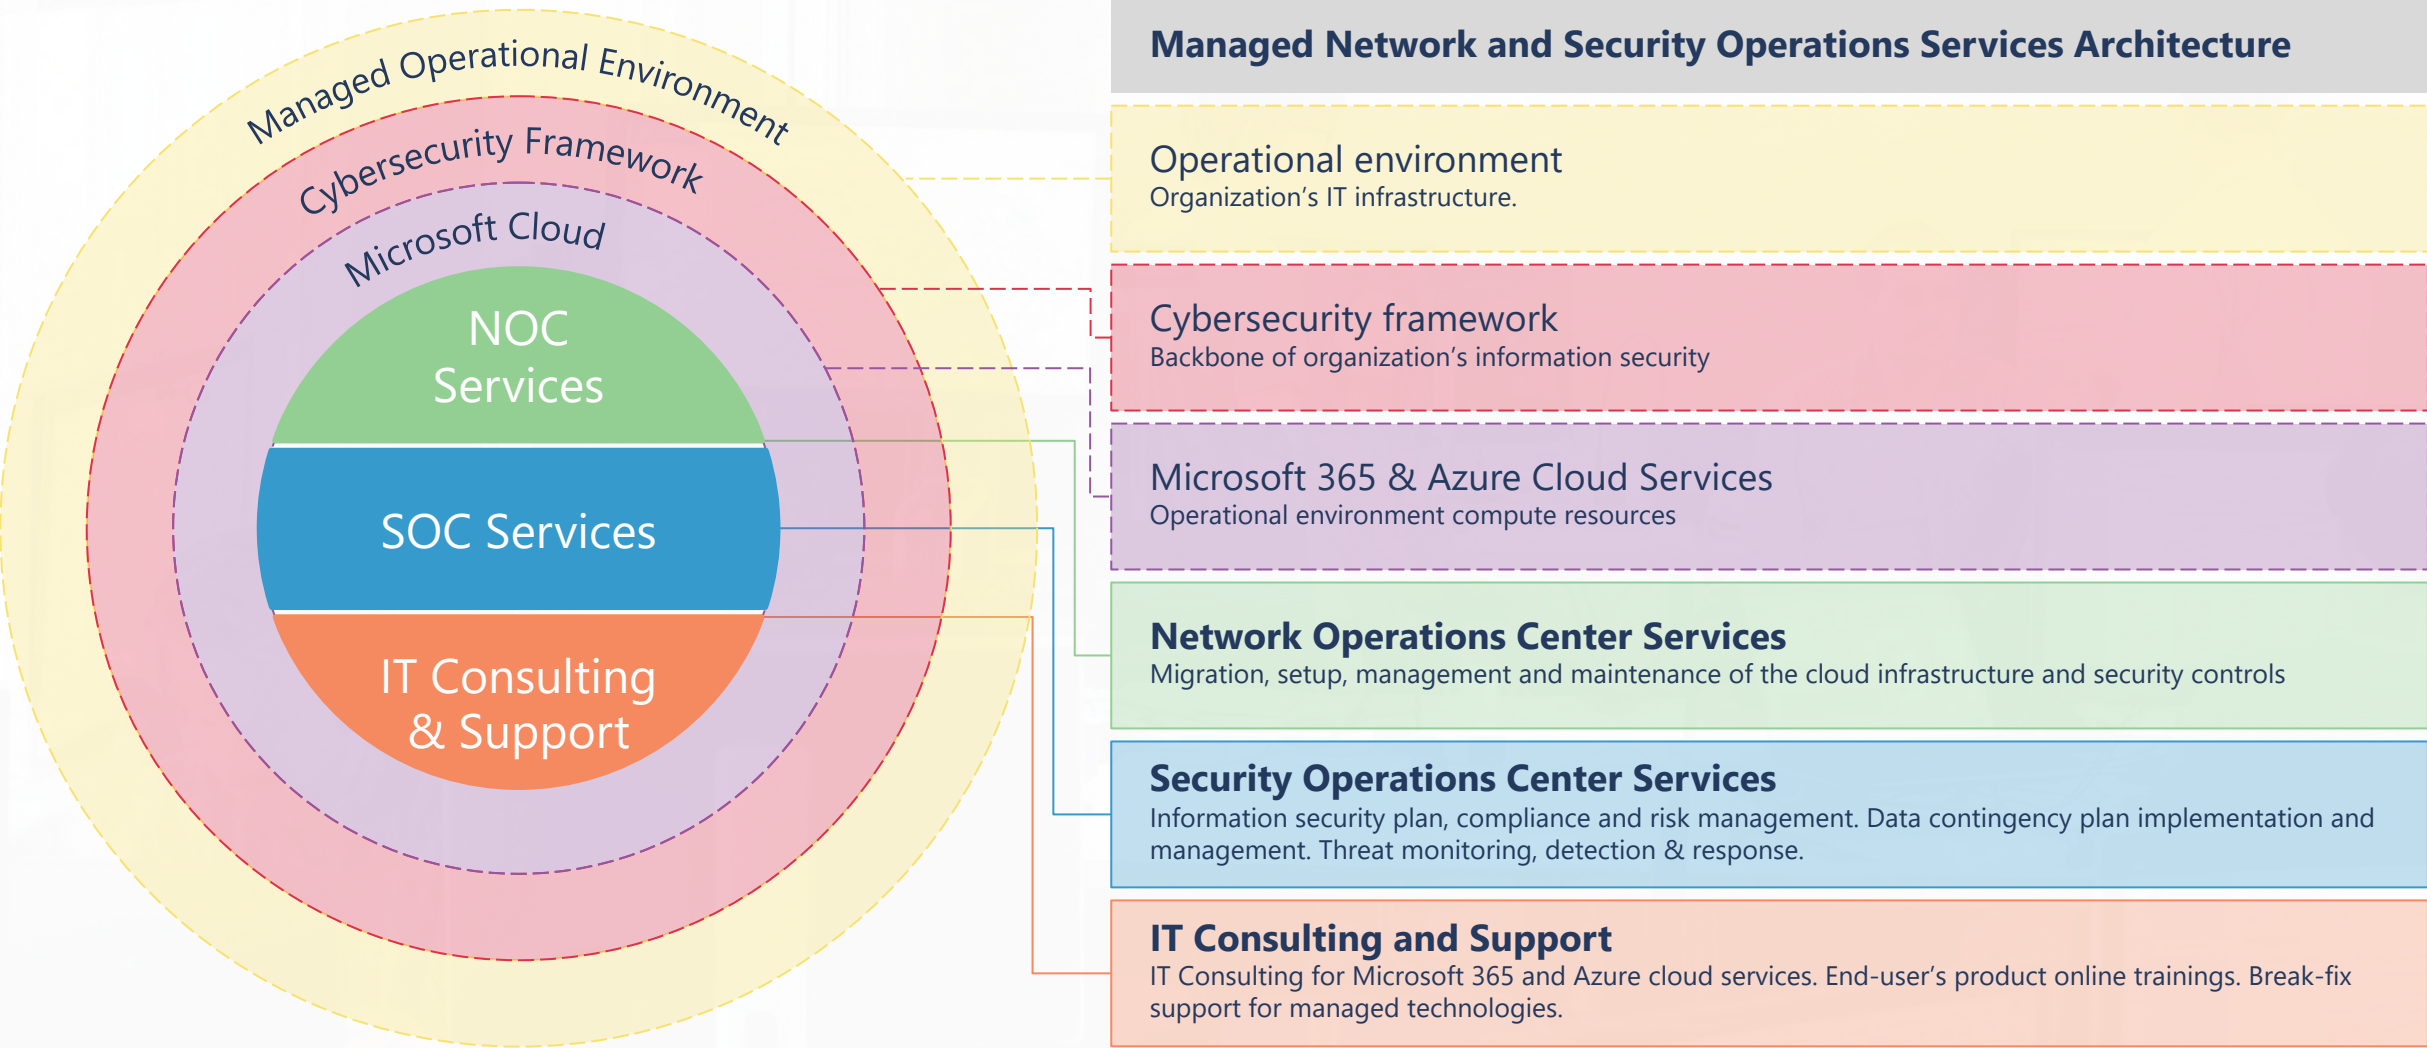 Managed Operational Environment
Cybersecurity Framework
Microsoft Cloud
NOC
Services
SOC Services
IT Consulting
& Support
Managed Network and Security Operations Services Architecture
Operational environment
Organization’s IT infrastructure.
Cybersecurity framework
Backbone of organization’s information security
Microsoft 365 & Azure Cloud Services
Operational environment compute resources
Network Operations Center Services
Migration, setup, management and maintenance of the cloud infrastructure and security controls
Security Operations Center Services
Information security plan, compliance and risk management. Data contingency plan implementation and
management. Threat monitoring, detection & response.
IT Consulting and Support
IT Consulting for Microsoft 365 and Azure cloud services. End-user’s product online trainings. Break-fix
support for managed technologies.